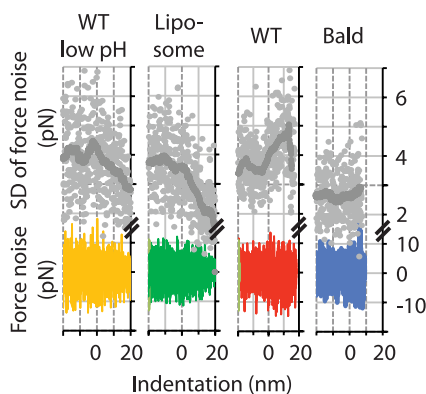 WT
low pH
Lipo-
some
WT
Bald
SD of force noise
(pN)
6
4
2
Force noise
(pN)
10
0
-10
0 20
0 20
0 20
0 20
Indentation (nm)